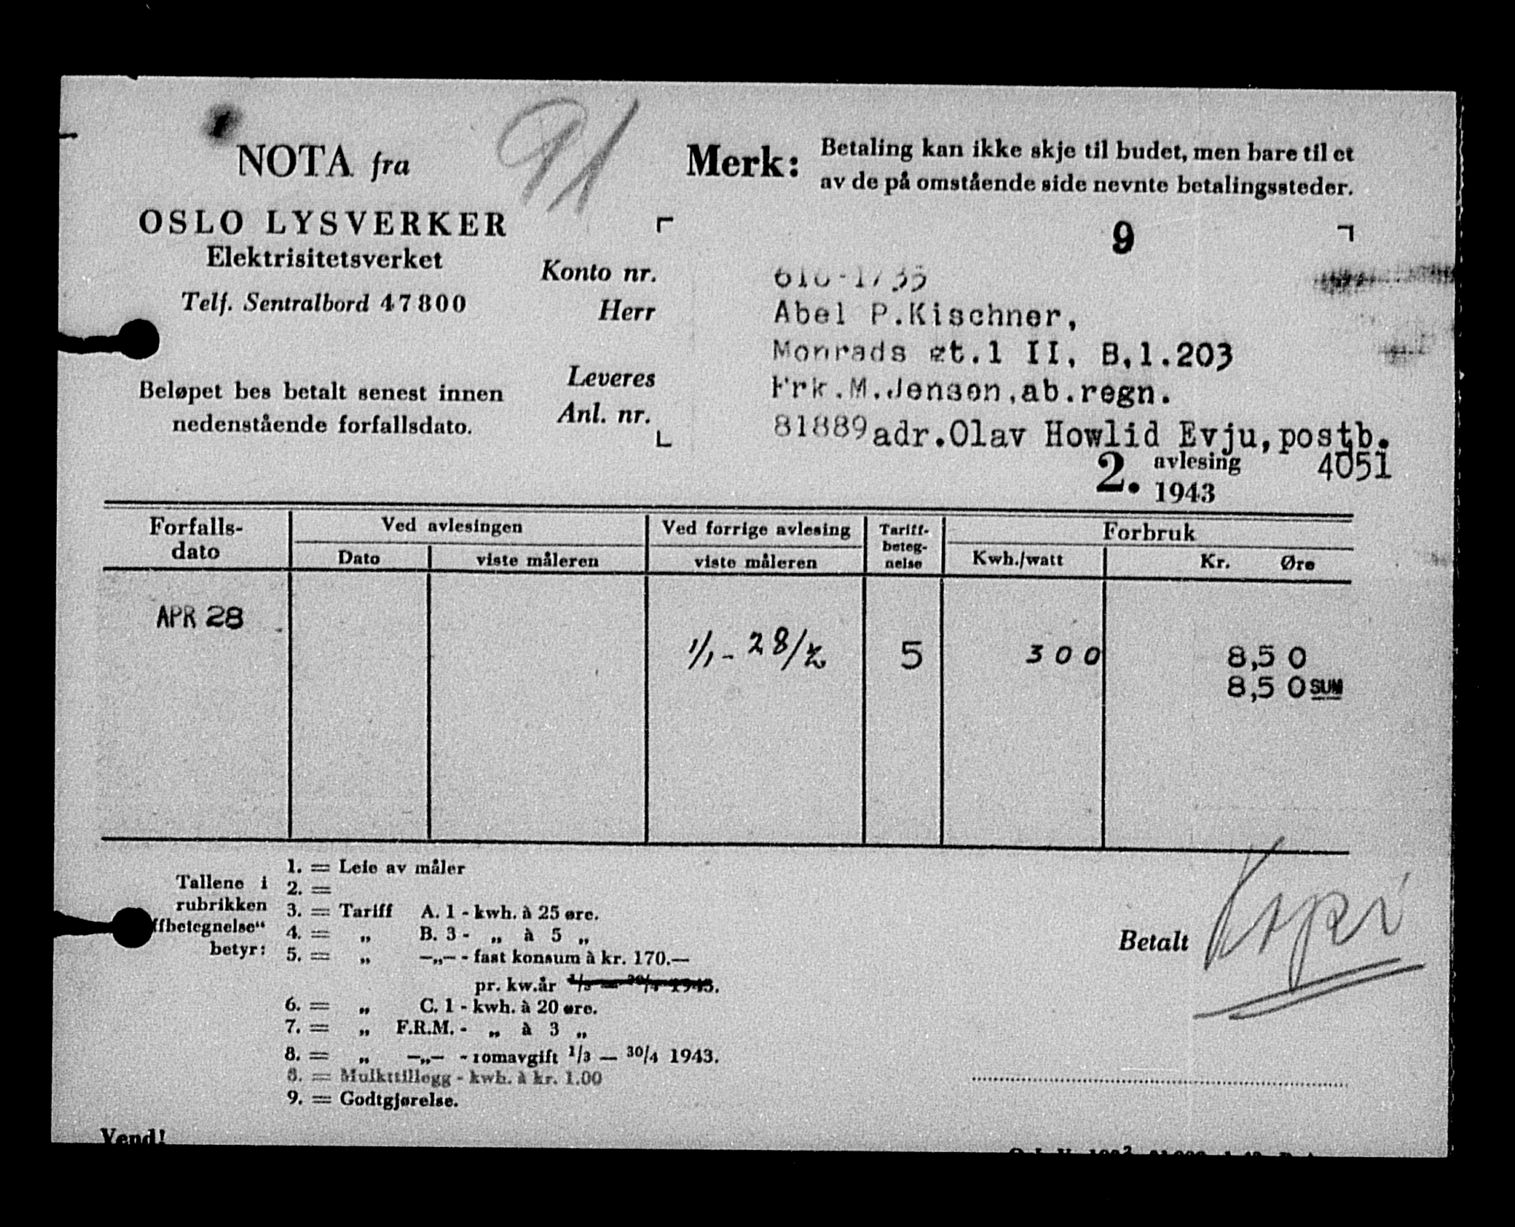 91
NOTA fra
OSLO LYSVERKER
Elektrisitetsverket
Telf. Sentralbord 47800
Beløpet bes betalt senest innen
nedenstående forfallsdato.
Merk: Betaling kan ikke skje til budet, men bare til et
av de på omstående side nevnte betalingssteder.
9
Konto nr. 610-1735
Herr Abel P.Kischner,
Monrads gt.1 II, B,1.203
Leveres Frk.M.Jensen,ab.regn.
Anl. nr. 81889 adr.Olav Howlid Evju,postb.
4051
2. avlesing
1943
Forfalls-
dato
Ved avlesingen
Dato viste måleren
Ved forrige avlesing
viste måleren
Tariff-
beteg-
nelse
Forbruk
Kwh./watt Kr. Øre
APR 28 1/1 - 28/2 5 300 8,50
8,50 SUM
Tallene i
rubrikken
ffbetegnelse"
betyr:
1. = Leie av måler
2. =
3. = Tariff A. 1 - kwh. à 25 øre.
4. = „ B. 3 - „ à 5 „
5. = „ —„— - fast konsum à kr. 170.—
pr. kw.år
6. = „ C. 1 - kwh. à 20 øre.
7. = „ F.R.M. - „ à 3 „
8. = „ —„— - romavgift 1/3 — 30/4 1943.
8. = Mulkttillegg - kwh. à kr. 1.00
9. = Godtgjørelse.
Betalt
Vend!